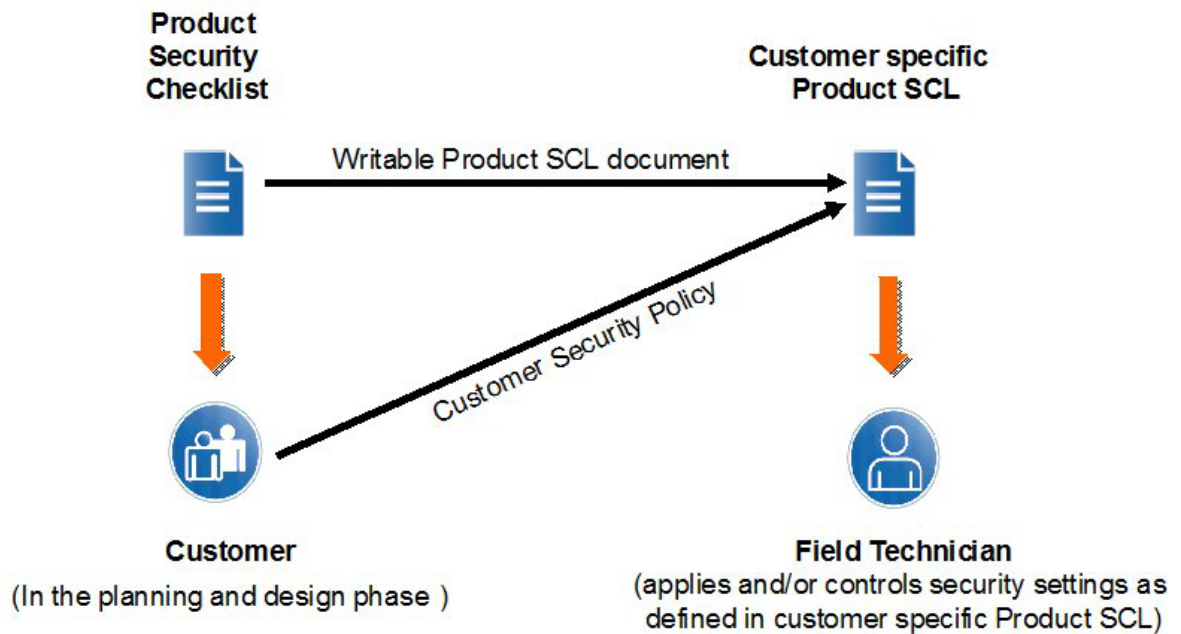 Product
Security
Checklist
Customer specific
Product SCL
Writable Product SCL document
Customer Security Policy
Customer
(In the planning and design phase )
Field Technician
(applies and/or controls security settings as
defined in customer specific Product SCL)